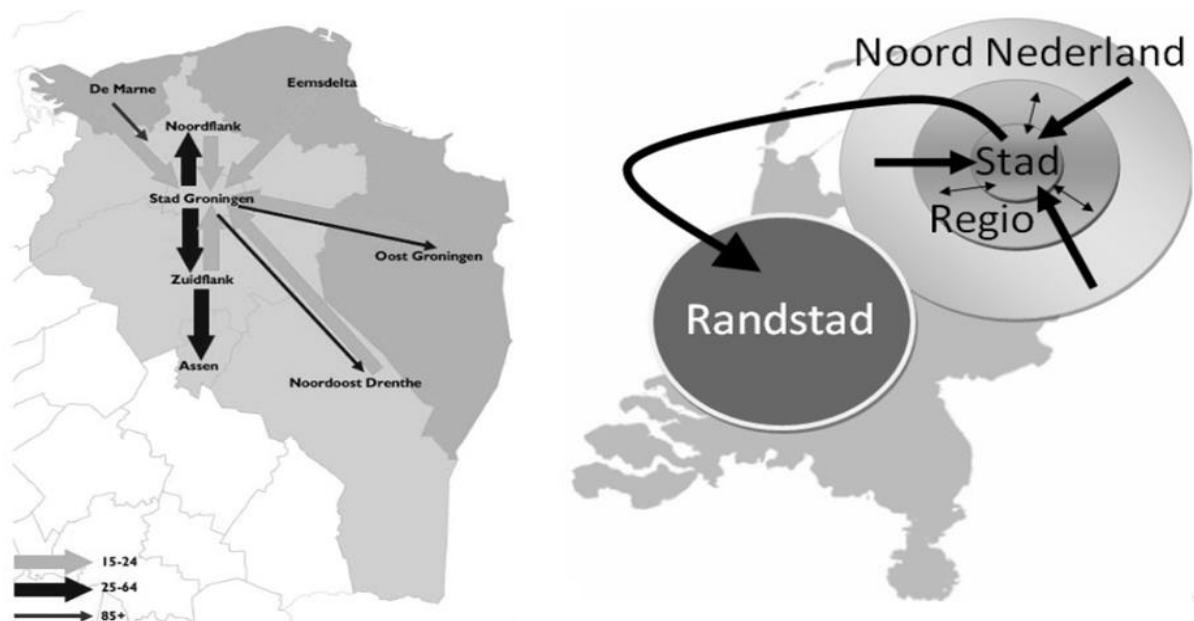 De Marne
Eemsdelta
Noordflank
Stad Groningen
Oost Groningen
Zuidflank
Assen
Noordoost Drenthe
15-24
25-64
85+
Noord Nederland
Stad
Regio
Randstad